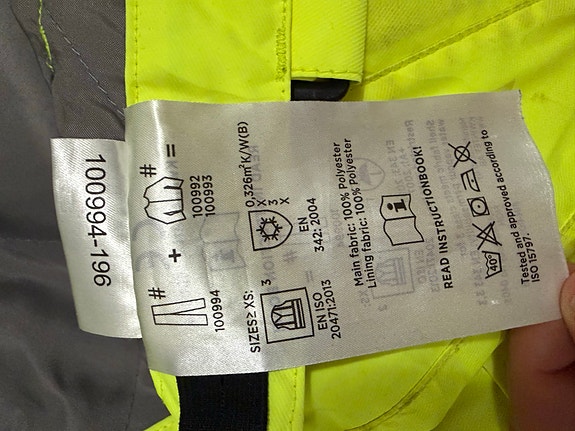 100994-196
# + # =
100994
100992
100993
SIZES≥ XS:
3
EN ISO
20471:2013
0,326m²K/W(B)
X
3
X
EN
342: 2004
Main fabric: 100% Polyester
Lining fabric: 100% Polyester
READ INSTRUCTIONBOOK!
40°
Tested and approved according to
ISO 15797.